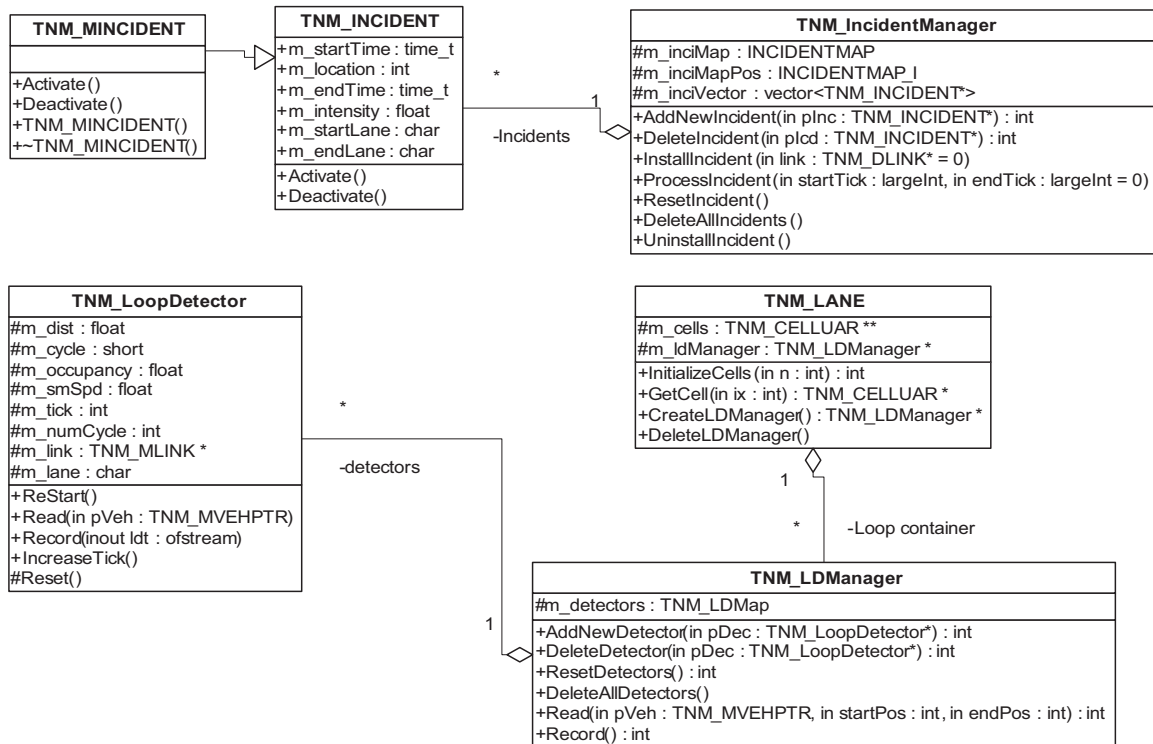 TNM_MINCIDENT
+Activate()
+Deactivate()
+TNM_MINCIDENT()
+~TNM_MINCIDENT()
TNM_INCIDENT
+m_startTime : time_t
+m_location : int
+m_endTime : time_t
+m_intensity : float
+m_startLane : char
+m_endLane : char
+Activate()
+Deactivate()
*
-Incidents
1
TNM_IncidentManager
#m_inciMap : INCIDENTMAP
#m_inciMapPos : INCIDENTMAP_I
#m_inciVector : vector<TNM_INCIDENT*>
+AddNewIncident(in pInc : TNM_INCIDENT*) : int
+DeleteIncident(in pIcd : TNM_INCIDENT*) : int
+InstallIncident(in link : TNM_DLINK* = 0)
+ProcessIncident(in startTick : largeInt, in endTick : largeInt = 0)
+ResetIncident()
+DeleteAllIncidents()
+UninstallIncident()
TNM_LoopDetector
#m_dist : float
#m_cycle : short
#m_occupancy : float
#m_smSpd : float
#m_tick : int
#m_numCycle : int
#m_link : TNM_MLINK *
#m_lane : char
+ReStart()
+Read(in pVeh : TNM_MVEHPTR)
+Record(inout ldt : ofstream)
+IncreaseTick()
#Reset()
*
-detectors
1
TNM_LANE
#m_cells : TNM_CELLUAR **
#m_ldManager : TNM_LDManager *
+InitializeCells(in n : int) : int
+GetCell(in ix : int) : TNM_CELLUAR *
+CreateLDManager() : TNM_LDManager *
+DeleteLDManager()
1
*
-Loop container
TNM_LDManager
#m_detectors : TNM_LDMap
+AddNewDetector(in pDec : TNM_LoopDetector*) : int
+DeleteDetector(in pDec : TNM_LoopDetector*) : int
+ResetDetectors() : int
+DeleteAllDetectors()
+Read(in pVeh : TNM_MVEHPTR, in startPos : int, in endPos : int) : int
+Record() : int